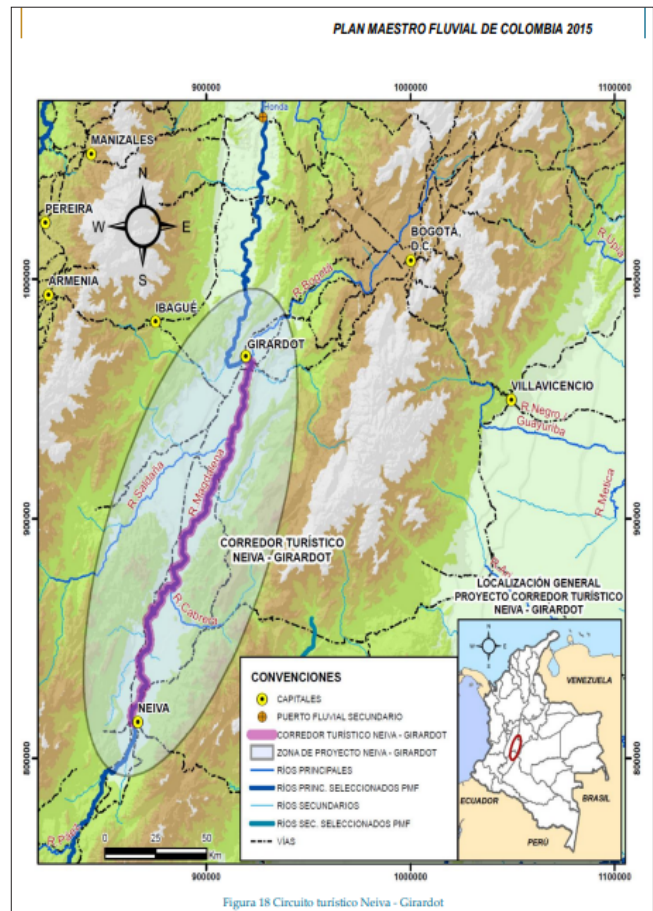 PLAN MAESTRO FLUVIAL DE COLOMBIA 2015
900000
1000000
1100000
Honda
MANIZALES
N
PEREIRA
W
E
S
BOGOTÁ,
D.C.
R.Upia
1000000
1000000
ARMENIA
R.Bogotá
IBAGUÉ
GIRARDOT
VILLAVICENCIO
R.Negro
Guayuriba
R.Saldaña
R.Magdalena
R.Metica
900000
900000
CORREDOR TURÍSTICO
NEIVA - GIRARDOT
LOCALIZACIÓN GENERAL
PROYECTO CORREDOR TURÍSTICO
NEIVA - GIRARDOT
R.Cabrera
NEIVA
800000
800000
R.Paez
0
25
50
Km
CONVENCIONES
CAPITALES
PUERTO FLUVIAL SECUNDARIO
CORREDOR TURÍSTICO NEIVA - GIRARDOT
ZONA DE PROYECTO NEIVA - GIRARDOT
RÍOS PRINCIPALES
RÍOS PRINC. SELECCIONADOS PMF
RÍOS SECUNDARIOS
RÍOS SEC. SELECCIONADOS PMF
VÍAS
VENEZUELA
ECUADOR
BRASIL
PERÚ
900000
1000000
1100000
Figura 18 Circuito turístico Neiva - Girardot